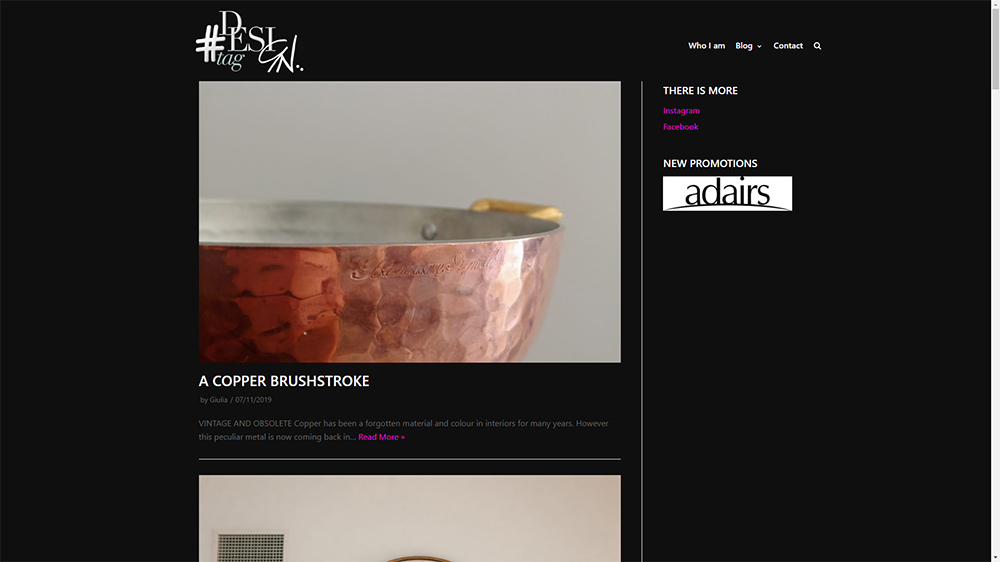 #DESIGN..
tag
Who I am Blog Contact
THERE IS MORE
Instagram
Facebook
NEW PROMOTIONS
adairs
A COPPER BRUSHSTROKE
by Giulia / 07/11/2019
VINTAGE AND OBSOLETE Copper has been a forgotten material and colour in interiors for many years. However
this peculiar metal is now coming back in... Read More »